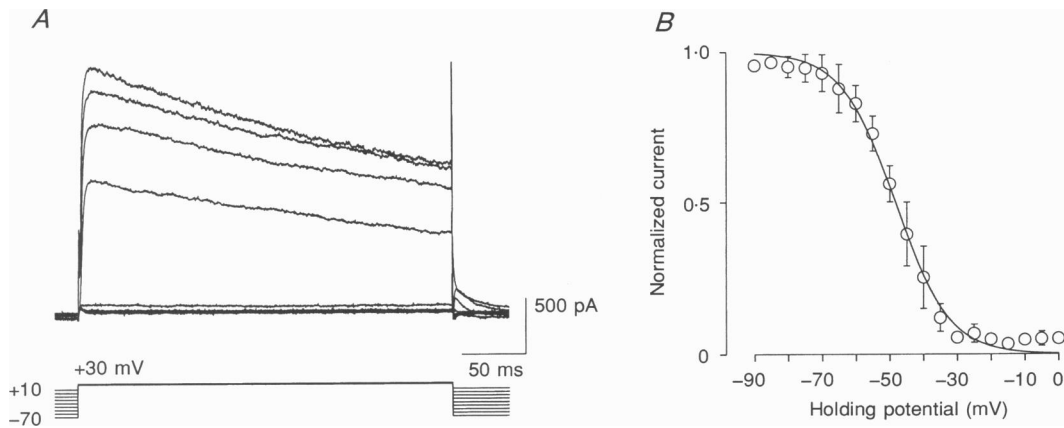 A
500 pA
50 ms
+30 mV
+10
−70
B
Normalized current
1·0
0·5
0
−90 −70 −50 −30 −10 0
Holding potential (mV)